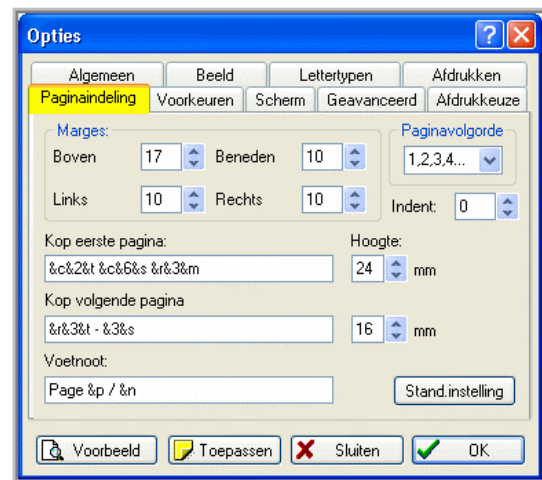 Opties
Algemeen Beeld Lettertypen Afdrukken
Paginaindeling Voorkeuren Scherm Geavanceerd Afdrukkeuze
Marges: Paginavolgorde
Boven 17 Beneden 10 1,2,3,4...
Links 10 Rechts 10 Indent: 0
Kop eerste pagina: Hoogte:
&c&2&t &c&6&s &r&3&m 24 mm
Kop volgende pagina
&r&3&t - &3&s 16 mm
Voetnoot:
Page &p / &n Stand.instelling
Voorbeeld Toepassen Sluiten OK